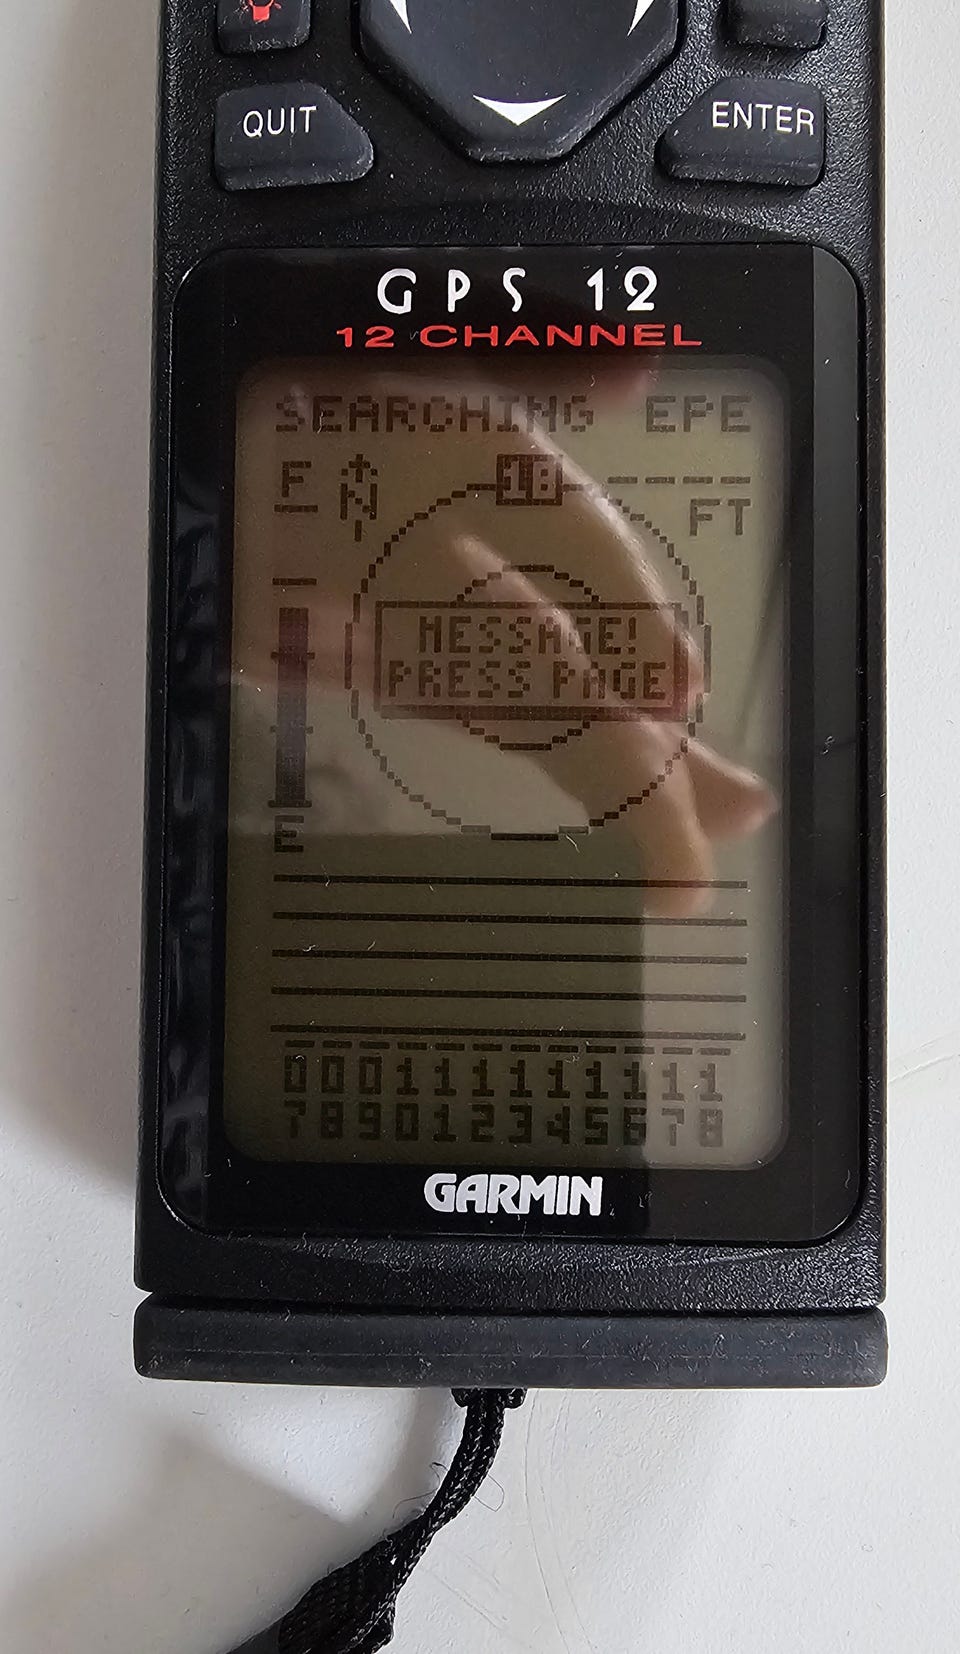 QUIT
ENTER
GPS 12
12 CHANNEL
SEARCHING EPE
F N 18 ----
FT
MESSAGE!
PRESS PAGE
E
0 0 0 1 1 1 1 1 1 1 1 1
7 8 9 0 1 2 3 4 5 6 7 8
GARMIN